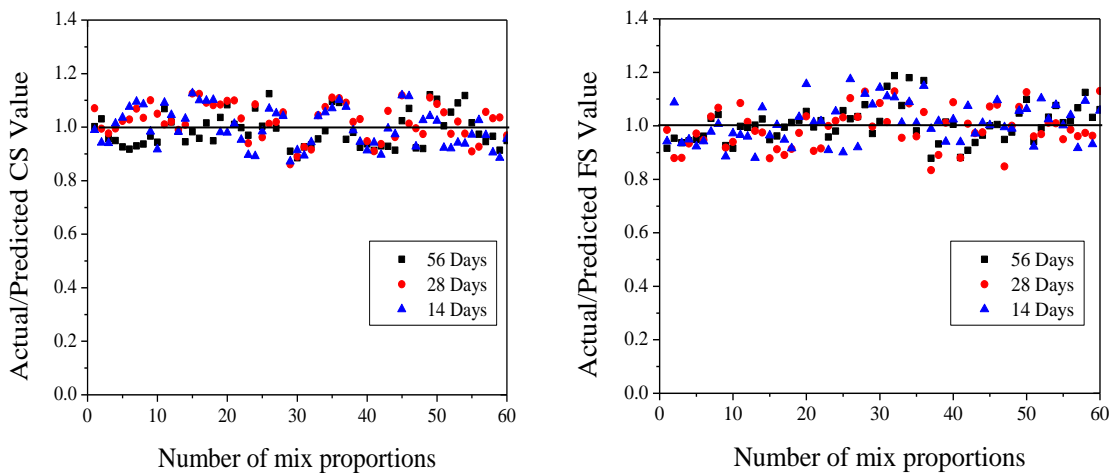 Actual/Predicted CS Value
1.4
1.2
1.0
0.8
0.6
0.4
0.2
0.0
0 10 20 30 40 50 60
Number of mix proportions
56 Days
28 Days
14 Days
Actual/Predicted FS Value
1.4
1.2
1.0
0.8
0.6
0.4
0.2
0.0
0 10 20 30 40 50 60
Number of mix proportions
56 Days
28 Days
14 Days